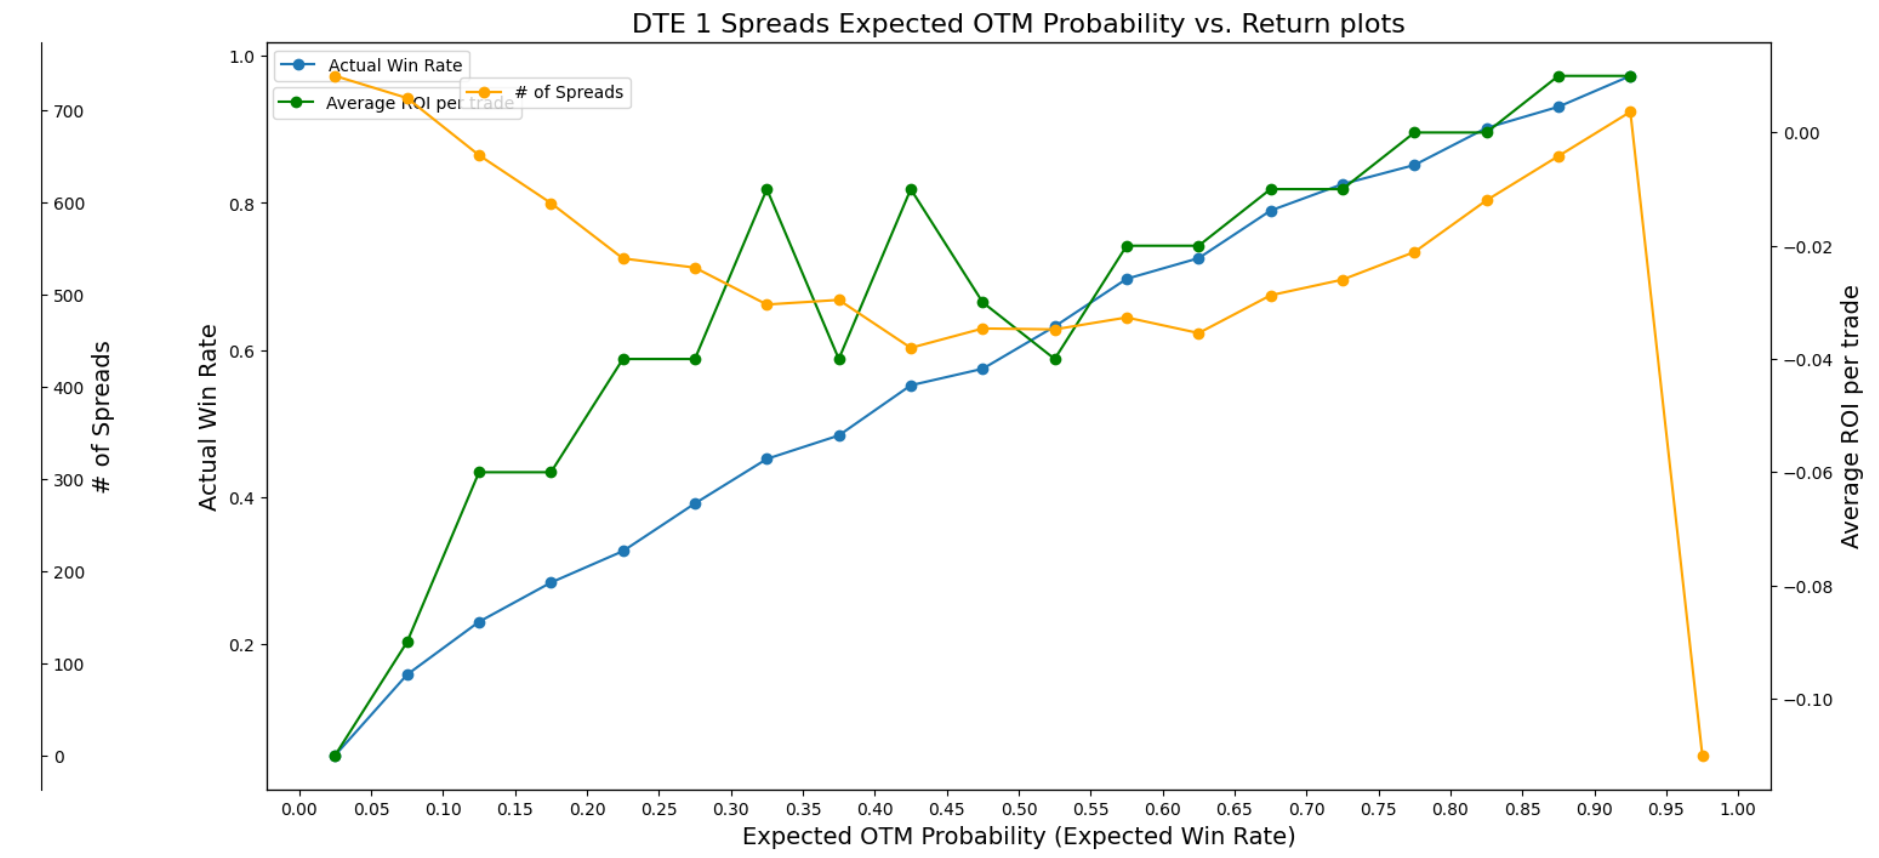 DTE 1 Spreads Expected OTM Probability vs. Return plots
Actual Win Rate
Average ROI per trade
# of Spreads
700
600
500
400
300
200
100
0
# of Spreads
1.0
0.8
0.6
0.4
0.2
Actual Win Rate
0.00
−0.02
−0.04
−0.06
−0.08
−0.10
Average ROI per trade
0.00 0.05 0.10 0.15 0.20 0.25 0.30 0.35 0.40 0.45 0.50 0.55 0.60 0.65 0.70 0.75 0.80 0.85 0.90 0.95 1.00
Expected OTM Probability (Expected Win Rate)